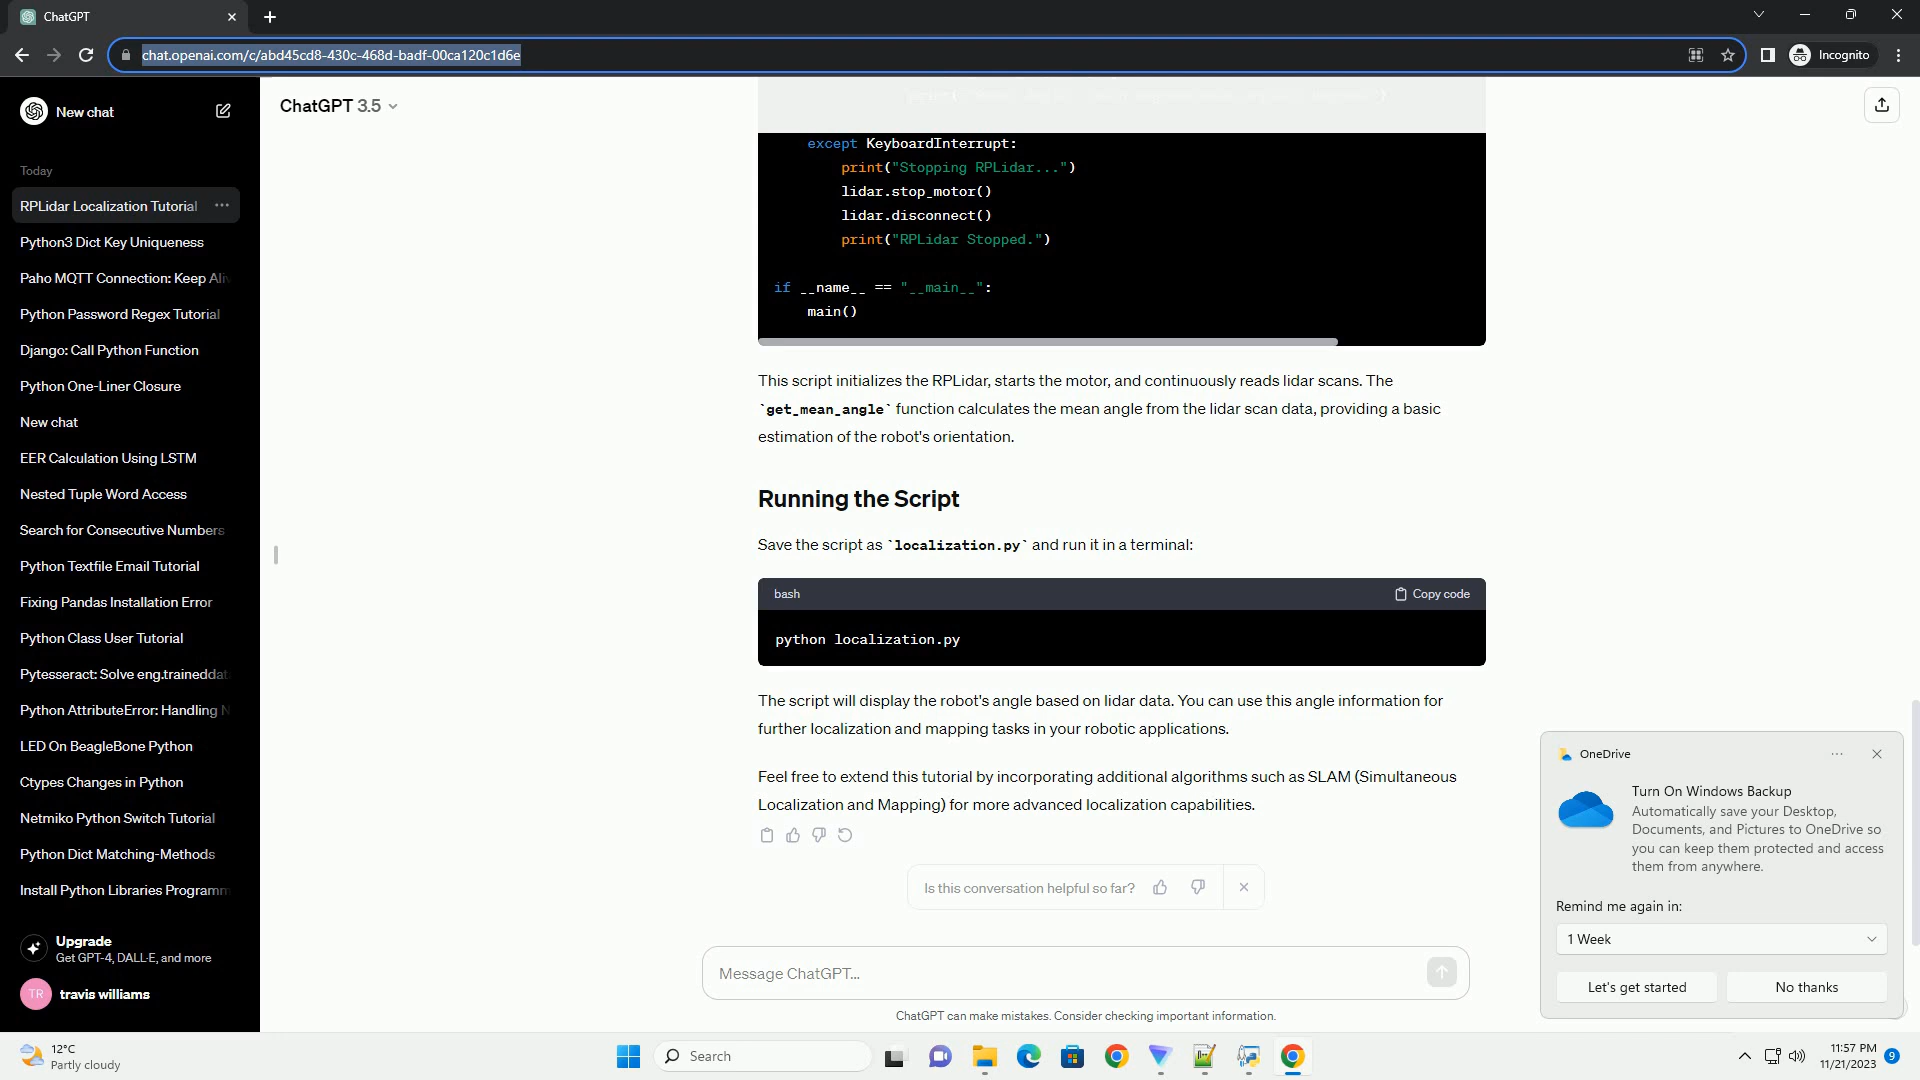 ChatGPT
chat.openai.com/c/abd45cd8-430c-468d-badf-00ca120c1d6e
Incognito
New chat
Today
RPLidar Localization Tutorial
Python3 Dict Key Uniqueness
Paho MQTT Connection: Keep Ali
Python Password Regex Tutorial
Django: Call Python Function
Python One-Liner Closure
New chat
EER Calculation Using LSTM
Nested Tuple Word Access
Search for Consecutive Numbers
Python Textfile Email Tutorial
Fixing Pandas Installation Error
Python Class User Tutorial
Pytesseract: Solve eng.traineddat
Python AttributeError: Handling N
LED On BeagleBone Python
Ctypes Changes in Python
Netmiko Python Switch Tutorial
Python Dict Matching-Methods
Install Python Libraries Programm
Upgrade
Get GPT-4, DALL·E, and more
TR
travis williams
ChatGPT 3.5
except KeyboardInterrupt:
print("Stopping RPLidar...")
lidar.stop_motor()
lidar.disconnect()
print("RPLidar Stopped.")
if __name__ == "__main__":
main()
This script initializes the RPLidar, starts the motor, and continuously reads lidar scans. The
`get_mean_angle` function calculates the mean angle from the lidar scan data, providing a basic
estimation of the robot's orientation.
Running the Script
Save the script as `localization.py` and run it in a terminal:
bash
Copy code
python localization.py
The script will display the robot's angle based on lidar data. You can use this angle information for
further localization and mapping tasks in your robotic applications.
Feel free to extend this tutorial by incorporating additional algorithms such as SLAM (Simultaneous
Localization and Mapping) for more advanced localization capabilities.
Is this conversation helpful so far?
Message ChatGPT...
ChatGPT can make mistakes. Consider checking important information.
OneDrive
Turn On Windows Backup
Automatically save your Desktop,
Documents, and Pictures to OneDrive so
you can keep them protected and access
them from anywhere.
Remind me again in:
1 Week
Let's get started
No thanks
12°C
Partly cloudy
Search
11:57 PM
11/21/2023
9